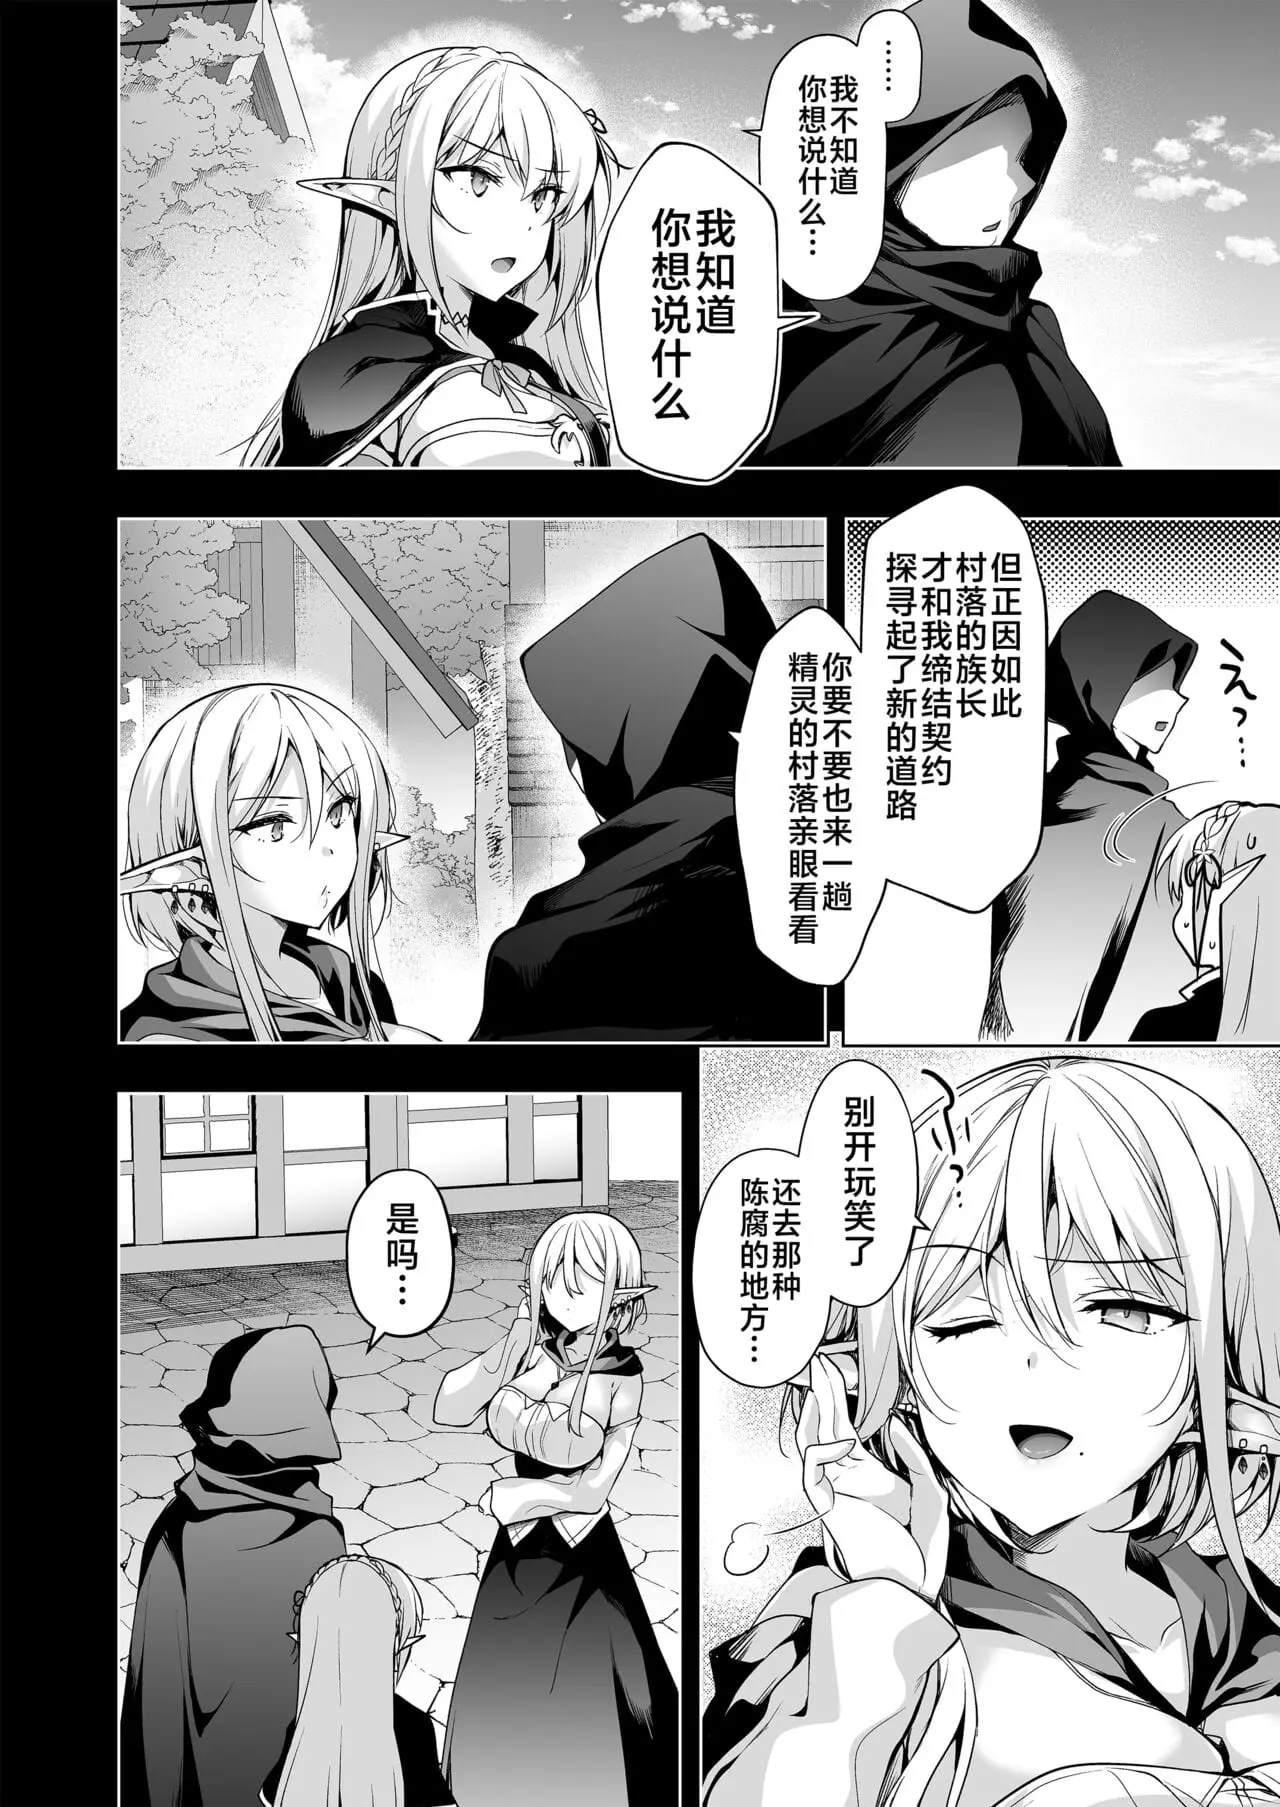 ……
我不知道
你想说什么…
我知道
你想说什么
但正因如此
村落的族长
才和我缔结契约
探寻起了新的道路
えっ…
你要不要也来一趟
精灵的村落亲眼看看
別开玩笑了
还去那种
陈腐的地方…
是吗…